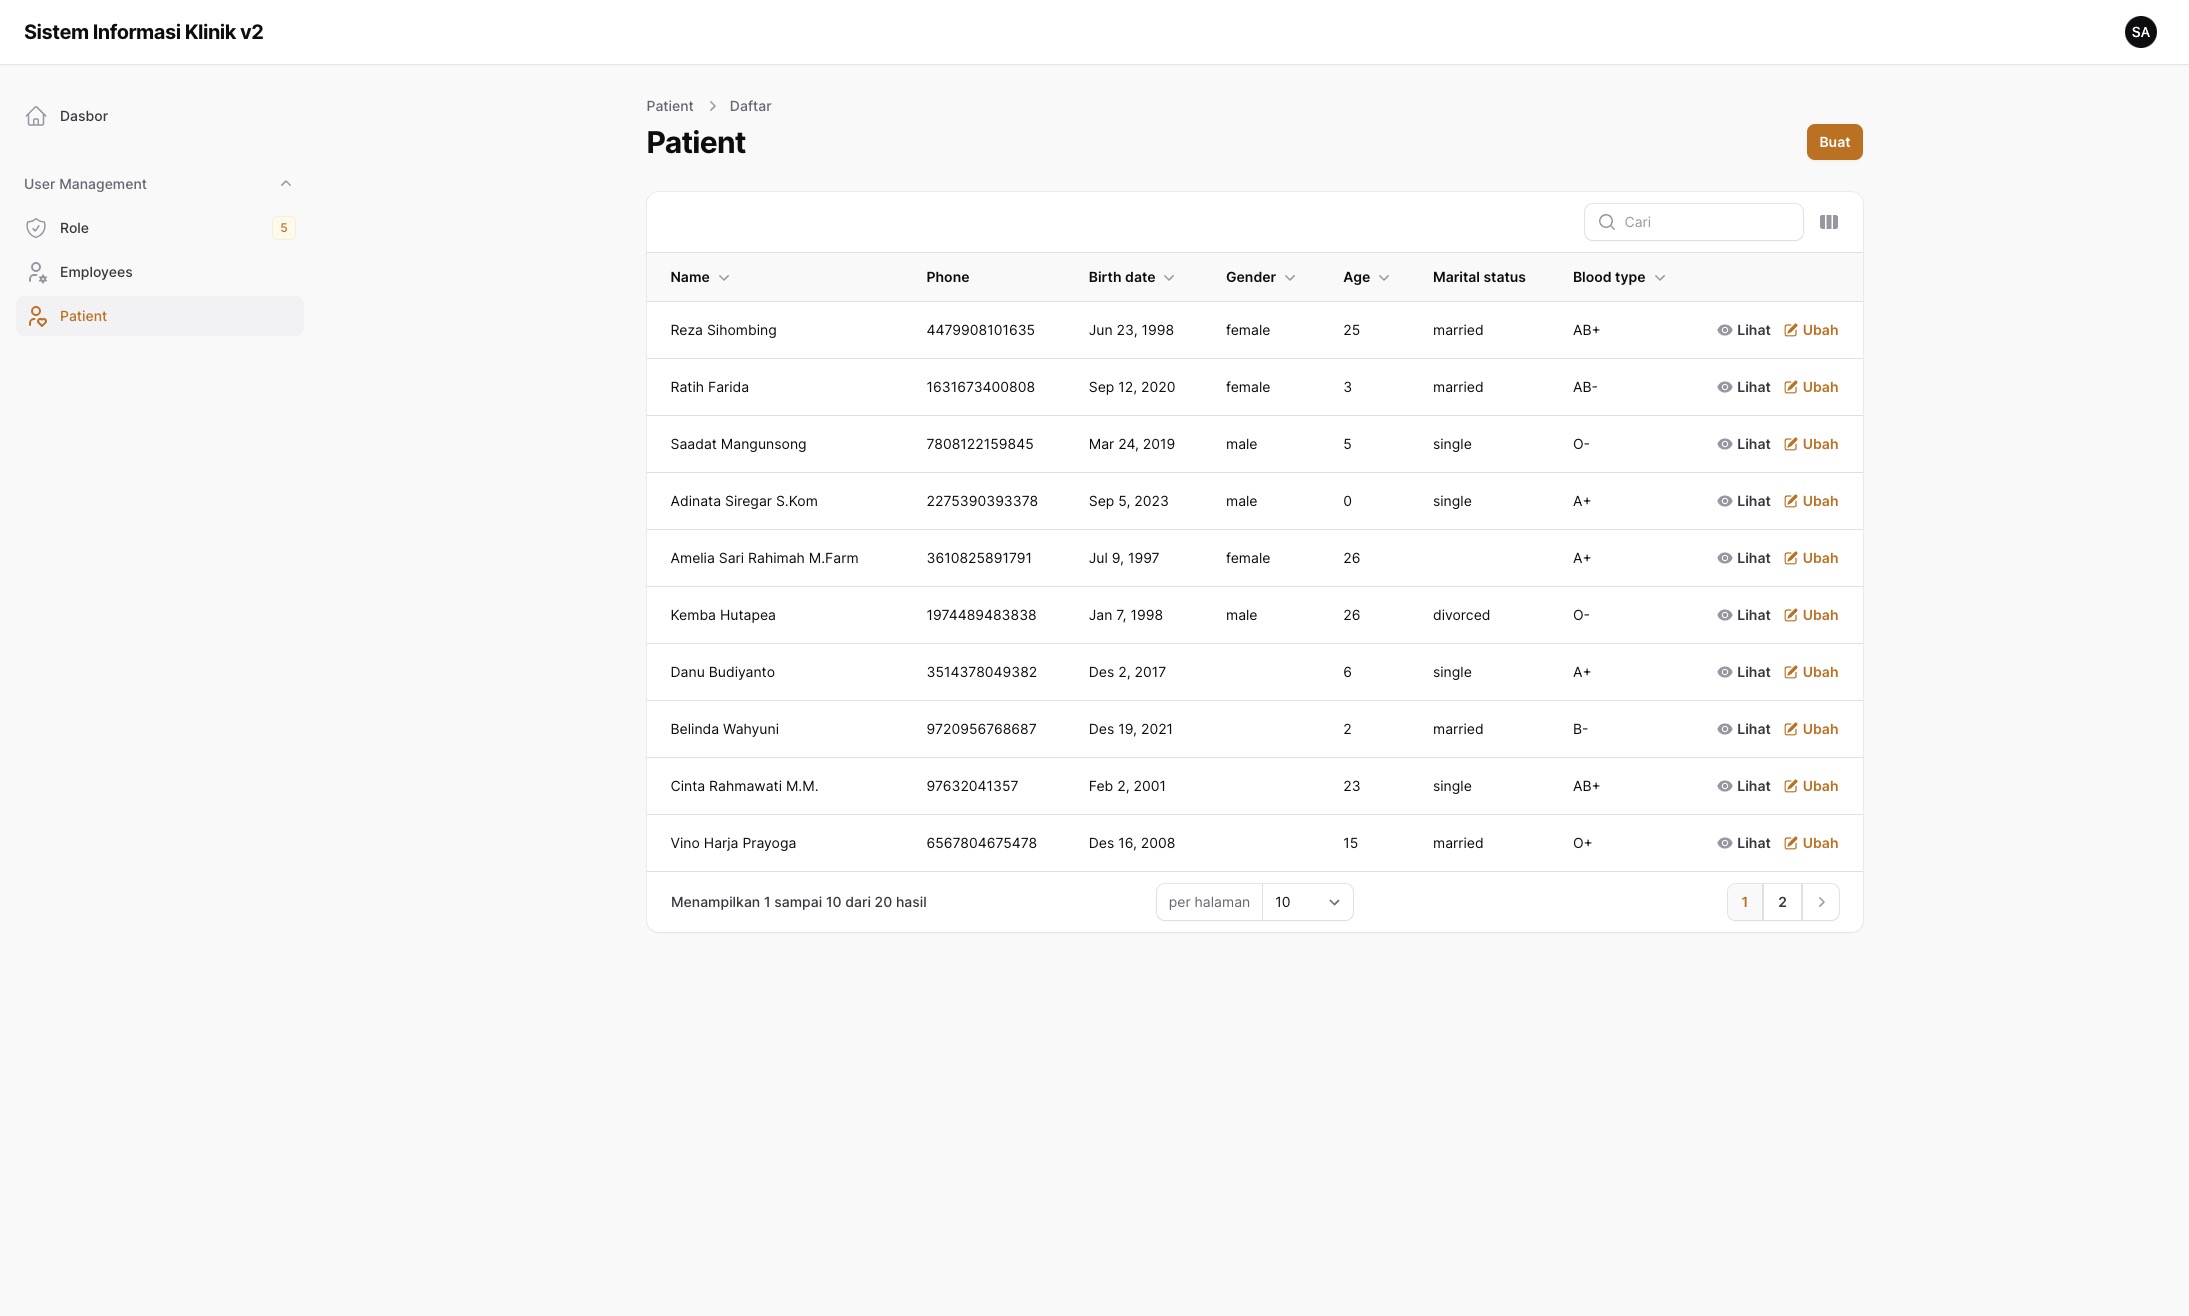 Sistem Informasi Klinik v2
SA
Dasbor
User Management
Role 5
Employees
Patient
Patient Daftar
Patient
Buat
Cari
Name Phone Birth date Gender Age Marital status Blood type
Reza Sihombing 4479908101635 Jun 23, 1998 female 25 married AB+ Lihat Ubah
Ratih Farida 1631673400808 Sep 12, 2020 female 3 married AB- Lihat Ubah
Saadat Mangunsong 7808122159845 Mar 24, 2019 male 5 single O- Lihat Ubah
Adinata Siregar S.Kom 2275390393378 Sep 5, 2023 male 0 single A+ Lihat Ubah
Amelia Sari Rahimah M.Farm 3610825891791 Jul 9, 1997 female 26 A+ Lihat Ubah
Kemba Hutapea 1974489483838 Jan 7, 1998 male 26 divorced O- Lihat Ubah
Danu Budiyanto 3514378049382 Des 2, 2017 6 single A+ Lihat Ubah
Belinda Wahyuni 9720956768687 Des 19, 2021 2 married B- Lihat Ubah
Cinta Rahmawati M.M. 97632041357 Feb 2, 2001 23 single AB+ Lihat Ubah
Vino Harja Prayoga 6567804675478 Des 16, 2008 15 married O+ Lihat Ubah
Menampilkan 1 sampai 10 dari 20 hasil per halaman 10 1 2